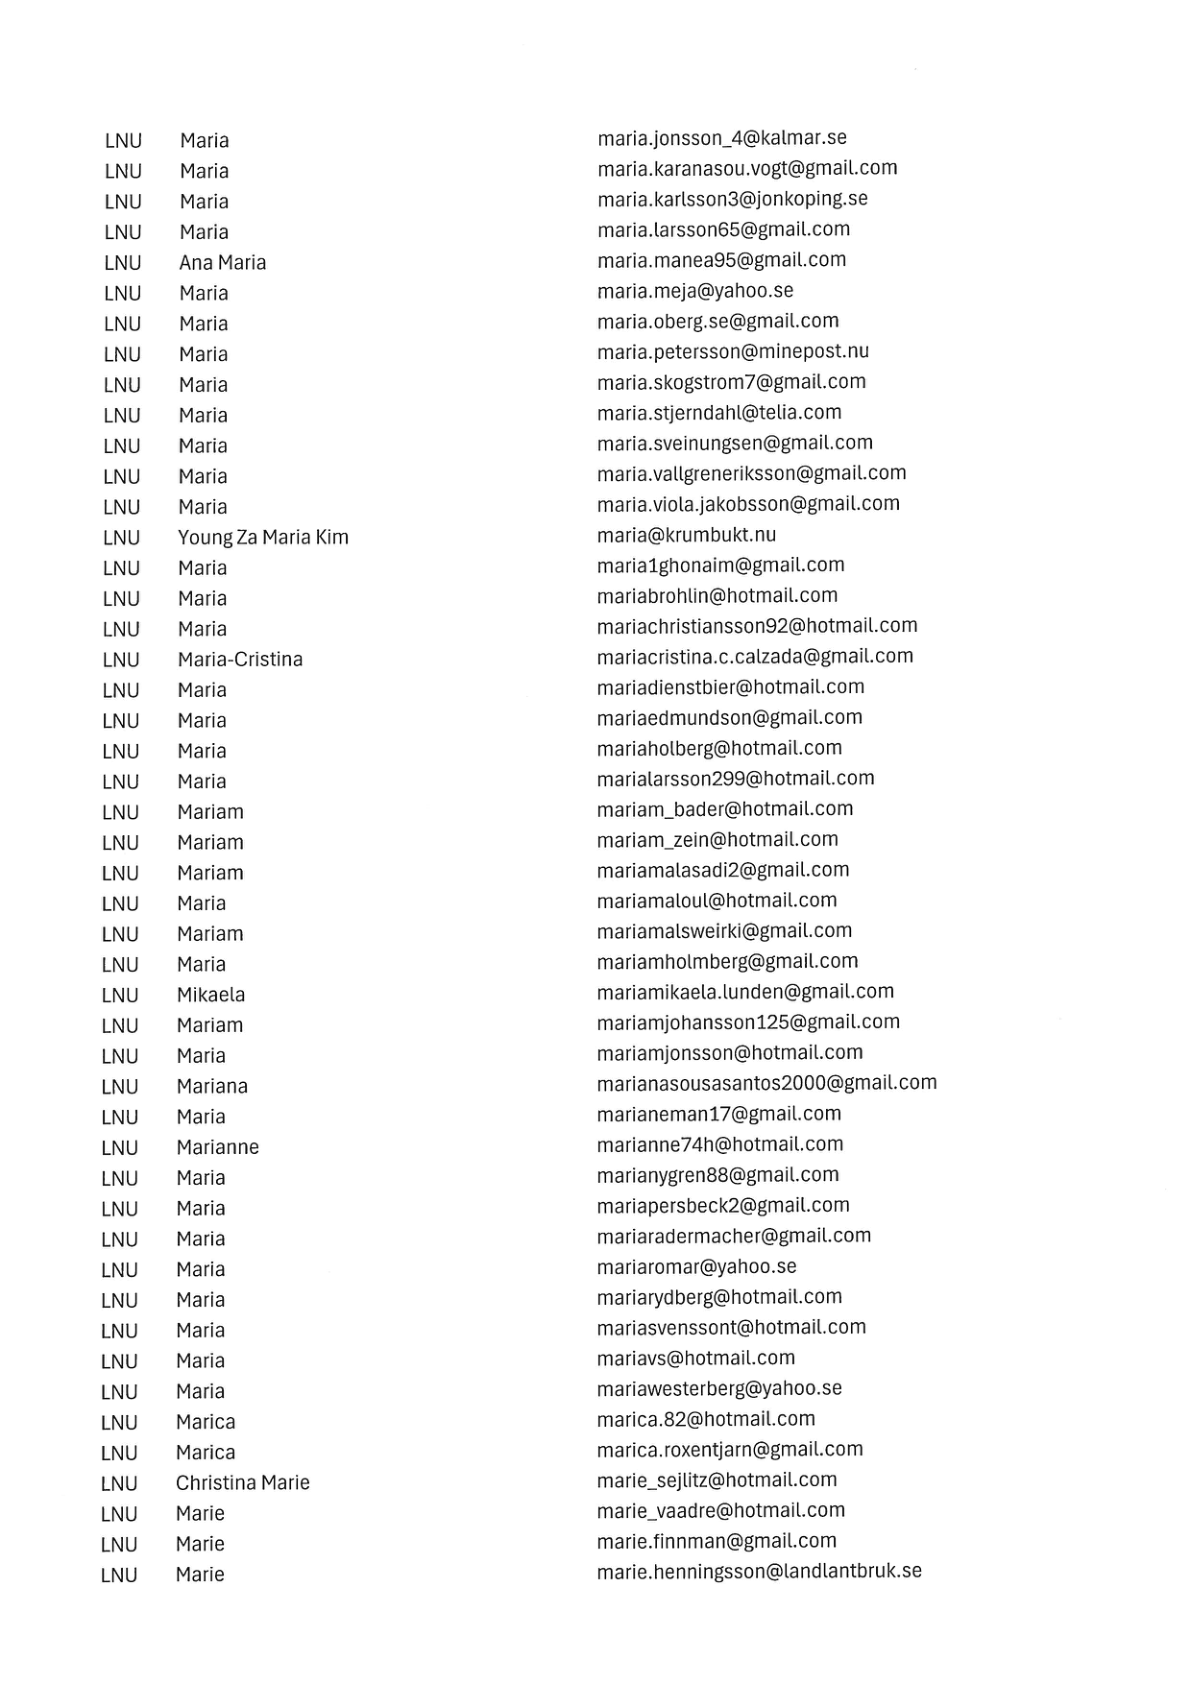 LNU Maria maria.jonsson_4@kalmar.se
LNU Maria maria.karanasou.vogt@gmail.com
LNU Maria maria.karlsson3@jonkoping.se
LNU Maria maria.larsson65@gmail.com
LNU Ana Maria maria.manea95@gmail.com
LNU Maria maria.meja@yahoo.se
LNU Maria maria.oberg.se@gmail.com
LNU Maria maria.petersson@minepost.nu
LNU Maria maria.skogstrom7@gmail.com
LNU Maria maria.stjerndahl@telia.com
LNU Maria maria.sveinungsen@gmail.com
LNU Maria maria.vallgreneriksson@gmail.com
LNU Maria maria.viola.jakobsson@gmail.com
LNU Young Za Maria Kim maria@krumbukt.nu
LNU Maria maria1ghonaim@gmail.com
LNU Maria mariabrohlin@hotmail.com
LNU Maria mariachristiansson92@hotmail.com
LNU Maria-Cristina mariacristina.c.calzada@gmail.com
LNU Maria mariadienstbier@hotmail.com
LNU Maria mariaedmundson@gmail.com
LNU Maria mariaholberg@hotmail.com
LNU Maria marialarsson299@hotmail.com
LNU Mariam mariam_bader@hotmail.com
LNU Mariam mariam_zein@hotmail.com
LNU Mariam mariamalasadi2@gmail.com
LNU Maria mariamaloul@hotmail.com
LNU Mariam mariamalsweirki@gmail.com
LNU Maria mariamholmberg@gmail.com
LNU Mikaela mariamikaela.lunden@gmail.com
LNU Mariam mariamjohansson125@gmail.com
LNU Maria mariamjonsson@hotmail.com
LNU Mariana marianasousasantos2000@gmail.com
LNU Maria marianeman17@gmail.com
LNU Marianne marianne74h@hotmail.com
LNU Maria marianygren88@gmail.com
LNU Maria mariapersbeck2@gmail.com
LNU Maria mariaradermacher@gmail.com
LNU Maria mariaromar@yahoo.se
LNU Maria mariarydberg@hotmail.com
LNU Maria mariasvenssont@hotmail.com
LNU Maria mariavs@hotmail.com
LNU Maria mariawesterberg@yahoo.se
LNU Marica marica.82@hotmail.com
LNU Marica marica.roxentjarn@gmail.com
LNU Christina Marie marie_sejlitz@hotmail.com
LNU Marie marie_vaadre@hotmail.com
LNU Marie marie.finnman@gmail.com
LNU Marie marie.henningsson@landlantbruk.se